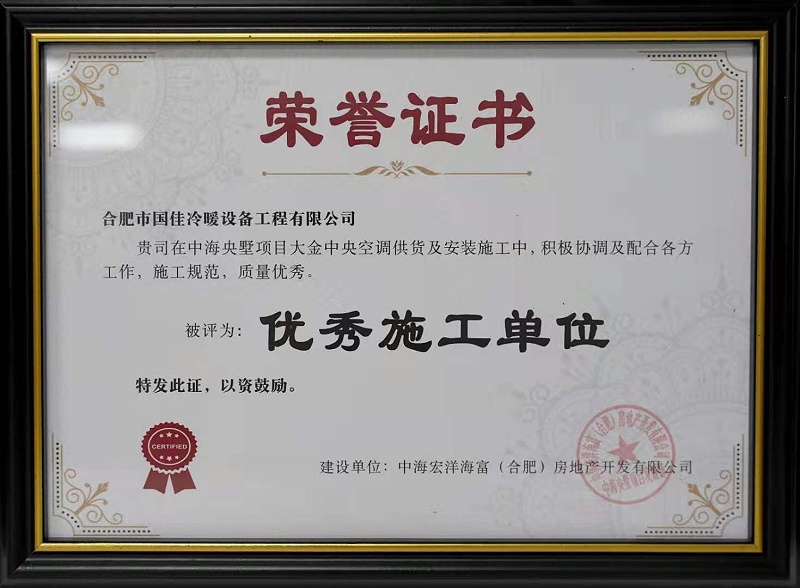 荣誉证书
合肥市国佳冷暖设备工程有限公司
贵司在中海央墅项目大金中央空调供货及安装施工中，积极协调及配合各方
工作，施工规范，质量优秀。
被评为：优秀施工单位
特发此证，以资鼓励。
CERTIFIED
建设单位：中海宏洋海富（合肥）房地产开发有限公司